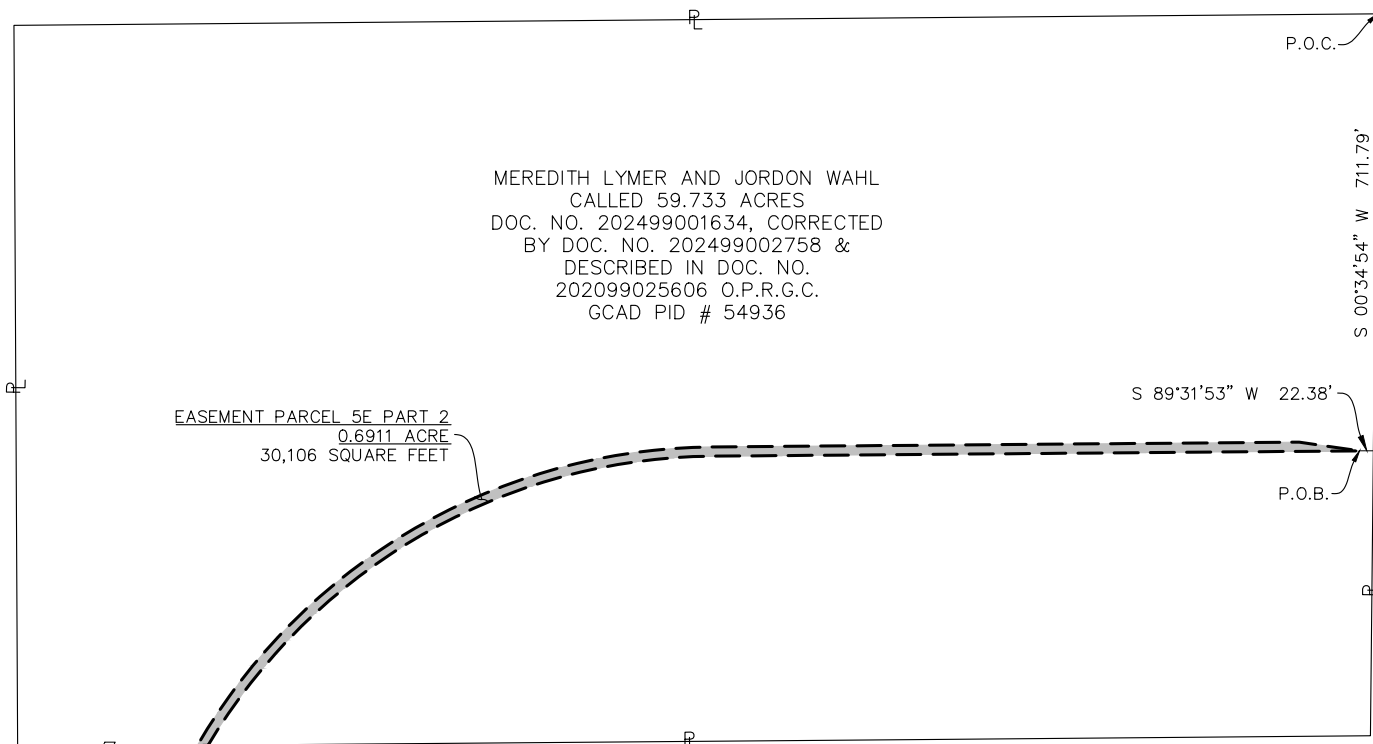 PL
P.O.C.
S 00°34'54" W 711.79'
MEREDITH LYMER AND JORDON WAHL
CALLED 59.733 ACRES
DOC. NO. 202499001634, CORRECTED
BY DOC. NO. 202499002758 &
DESCRIBED IN DOC. NO.
202099025606 O.P.R.G.C.
GCAD PID # 54936
PL
S 89°31'53" W 22.38'
EASEMENT PARCEL 5E PART 2
0.6911 ACRE
30,106 SQUARE FEET
P.O.B.